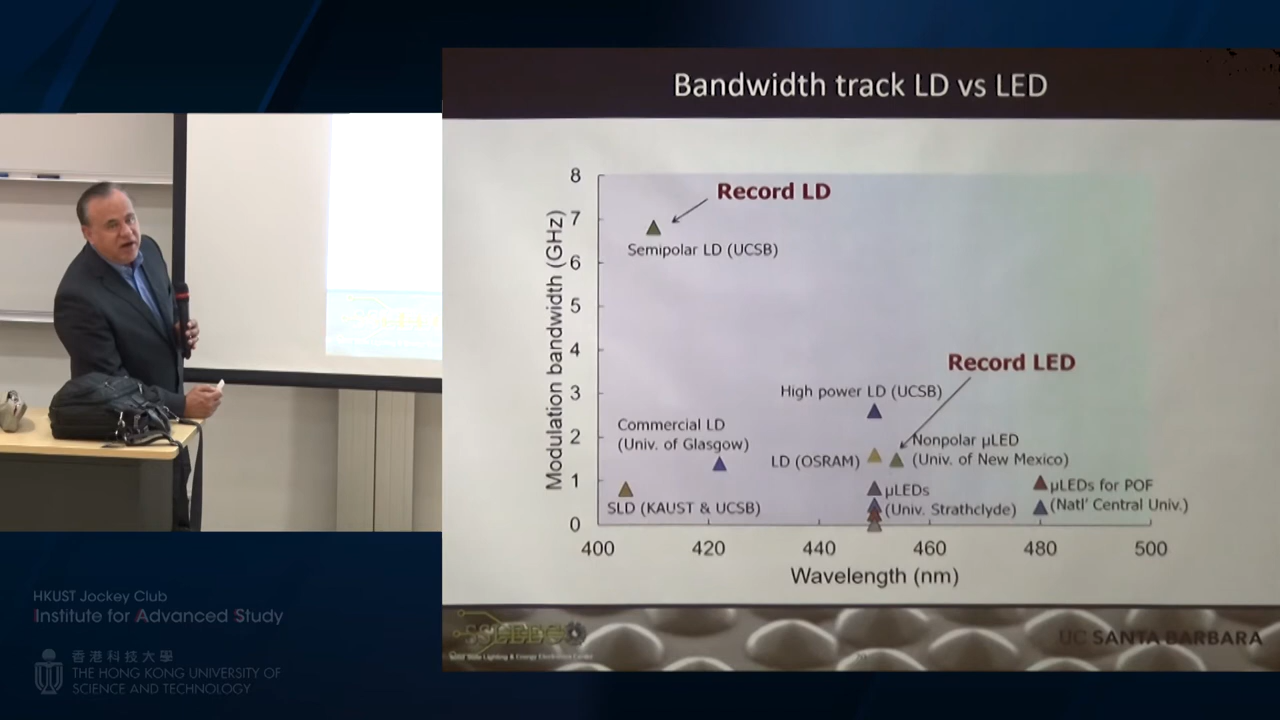 Bandwidth track LD vs LED
8
7
6
5
4
3
2
1
0
Modulation bandwidth (GHz)
Record LD
Semipolar LD (UCSB)
Record LED
High power LD (UCSB)
Commercial LD
(Univ. of Glasgow)
LD (OSRAM)
Nonpolar µLED
(Univ. of New Mexico)
SLD (KAUST & UCSB)
µLEDs
(Univ. Strathclyde)
µLEDs for POF
(Natl' Central Univ.)
400 420 440 460 480 500
Wavelength (nm)
UC SANTA BARBARA
HKUST Jockey Club
Institute for Advanced Study
香港科技大學
THE HONG KONG UNIVERSITY OF
SCIENCE AND TECHNOLOGY